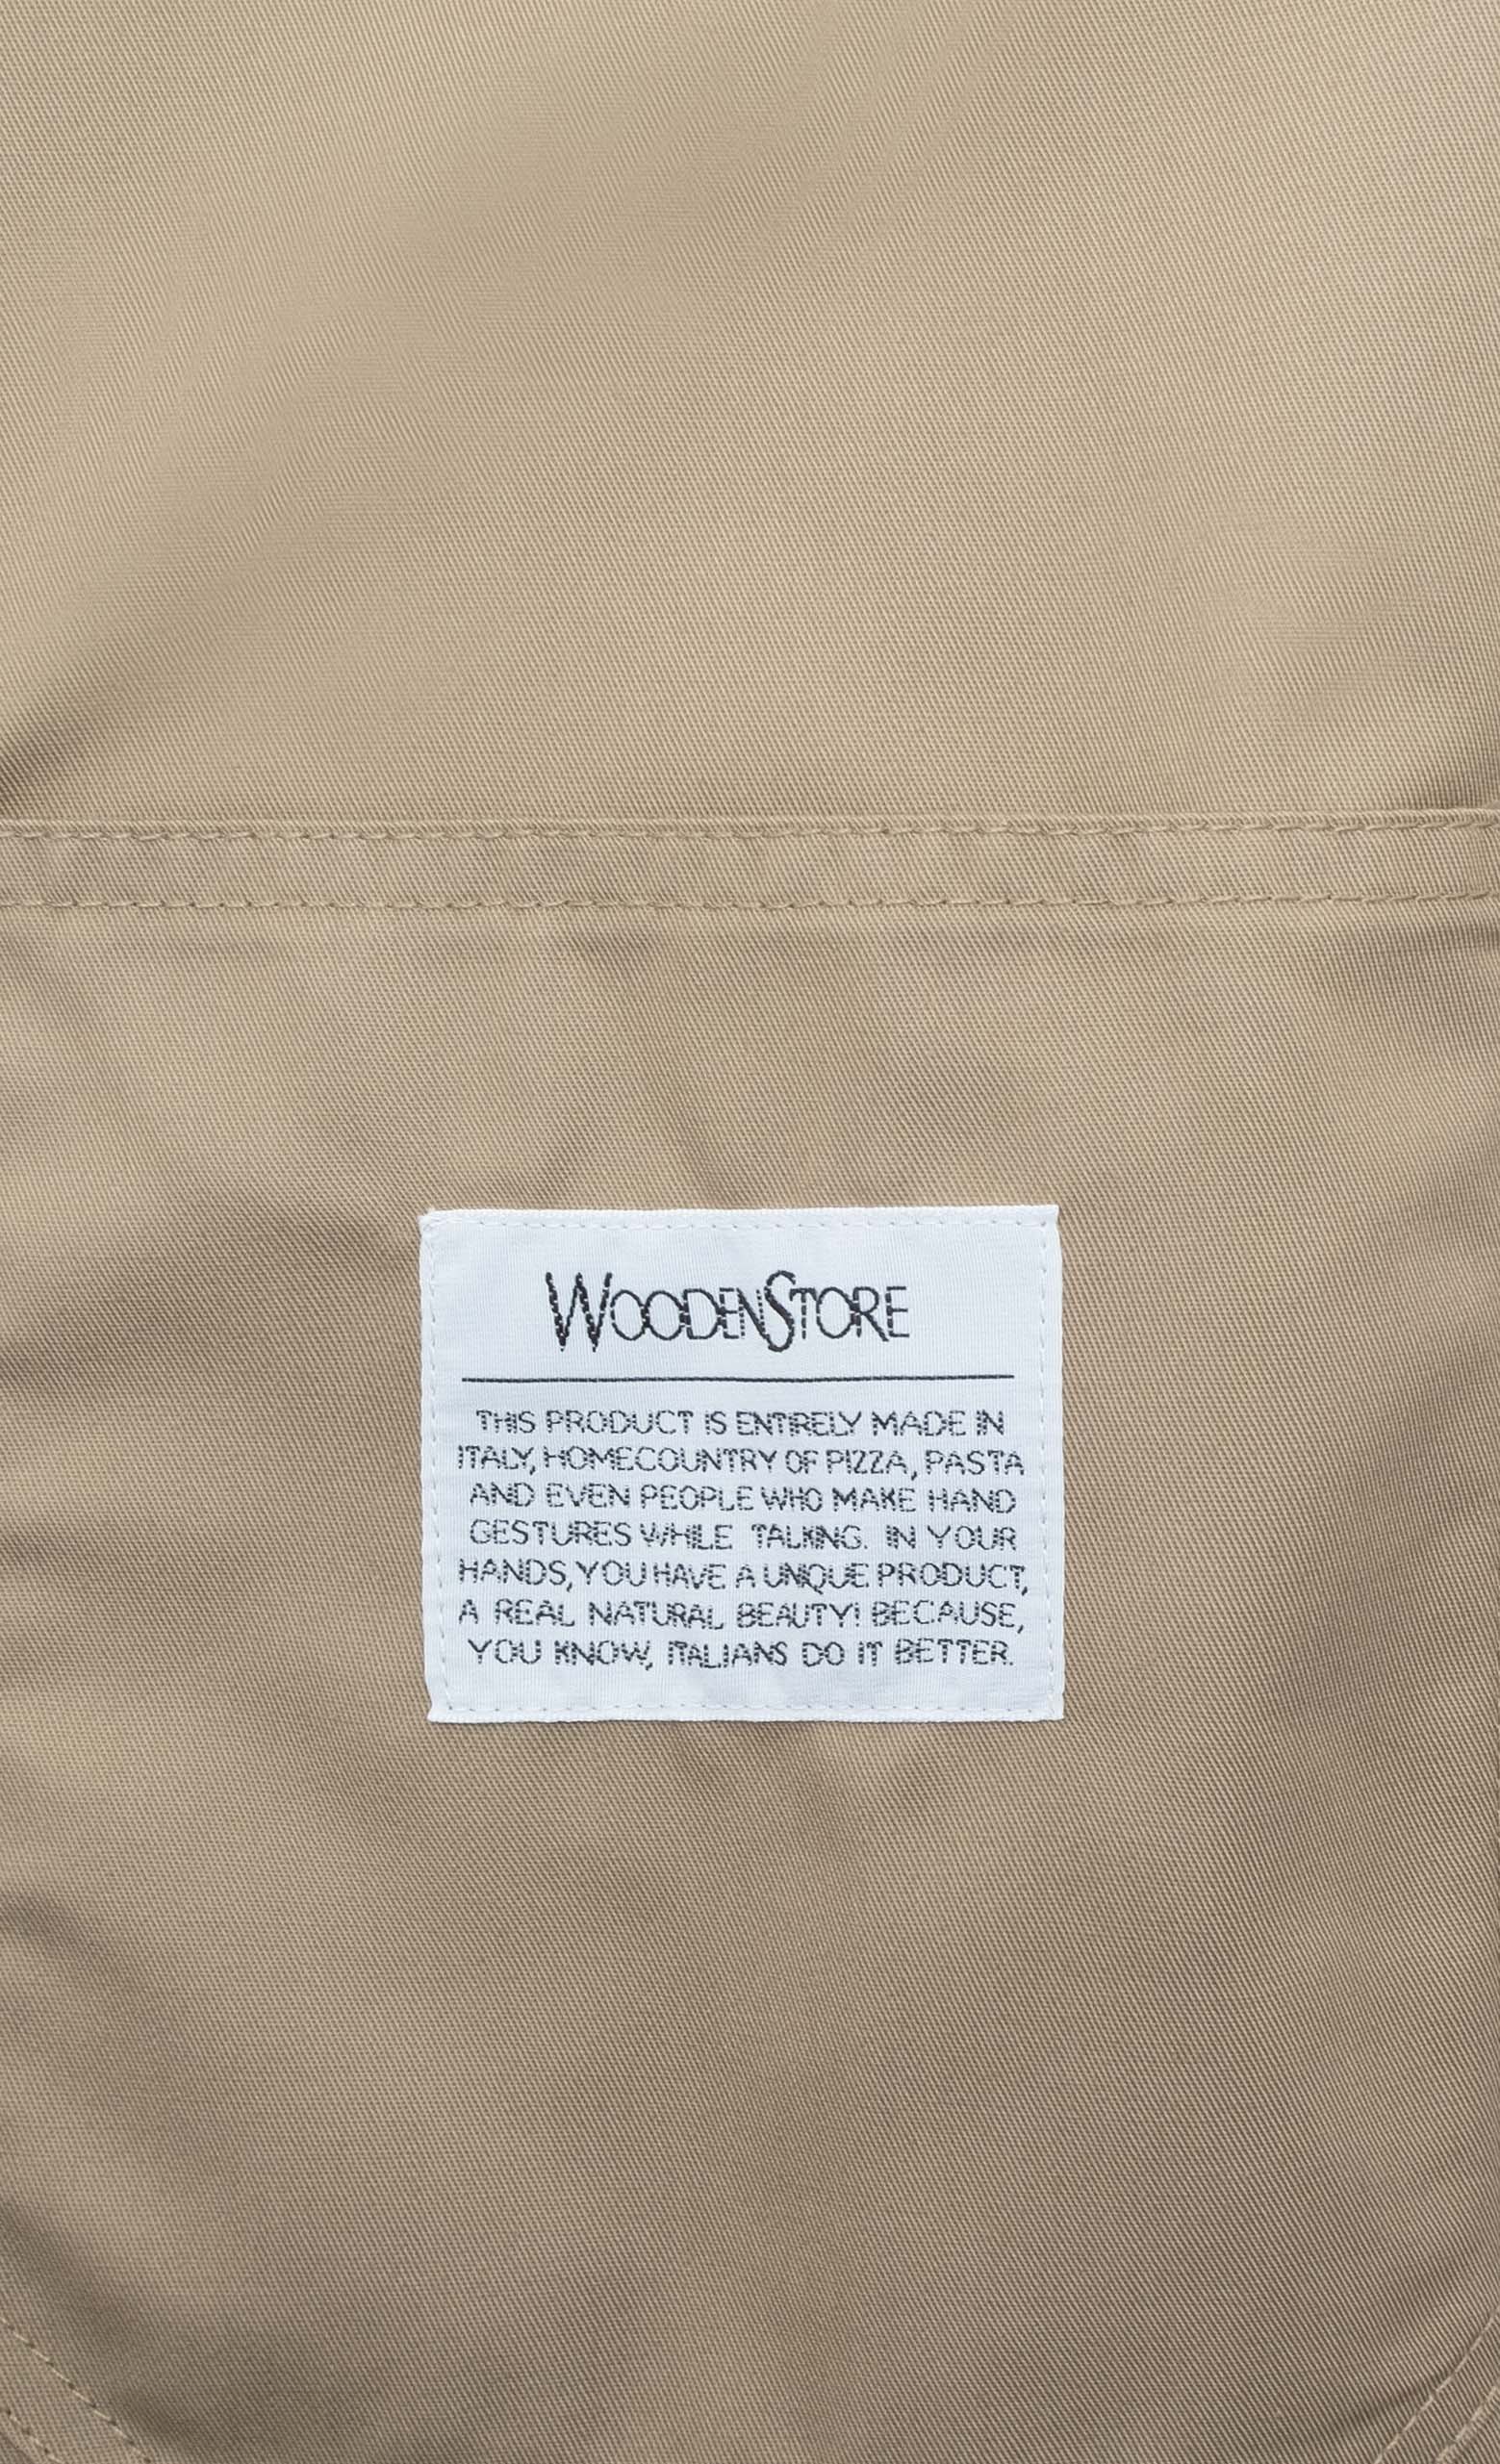 WOODENSTORE
THIS PRODUCT IS ENTIRELY MADE IN
ITALY, HOMECOUNTRY OF PIZZA, PASTA
AND EVEN PEOPLE WHO MAKE HAND
GESTURES WHILE TALKING. IN YOUR
HANDS, YOU HAVE A UNIQUE PRODUCT,
A REAL NATURAL BEAUTY! BECAUSE,
YOU KNOW, ITALIANS DO IT BETTER.